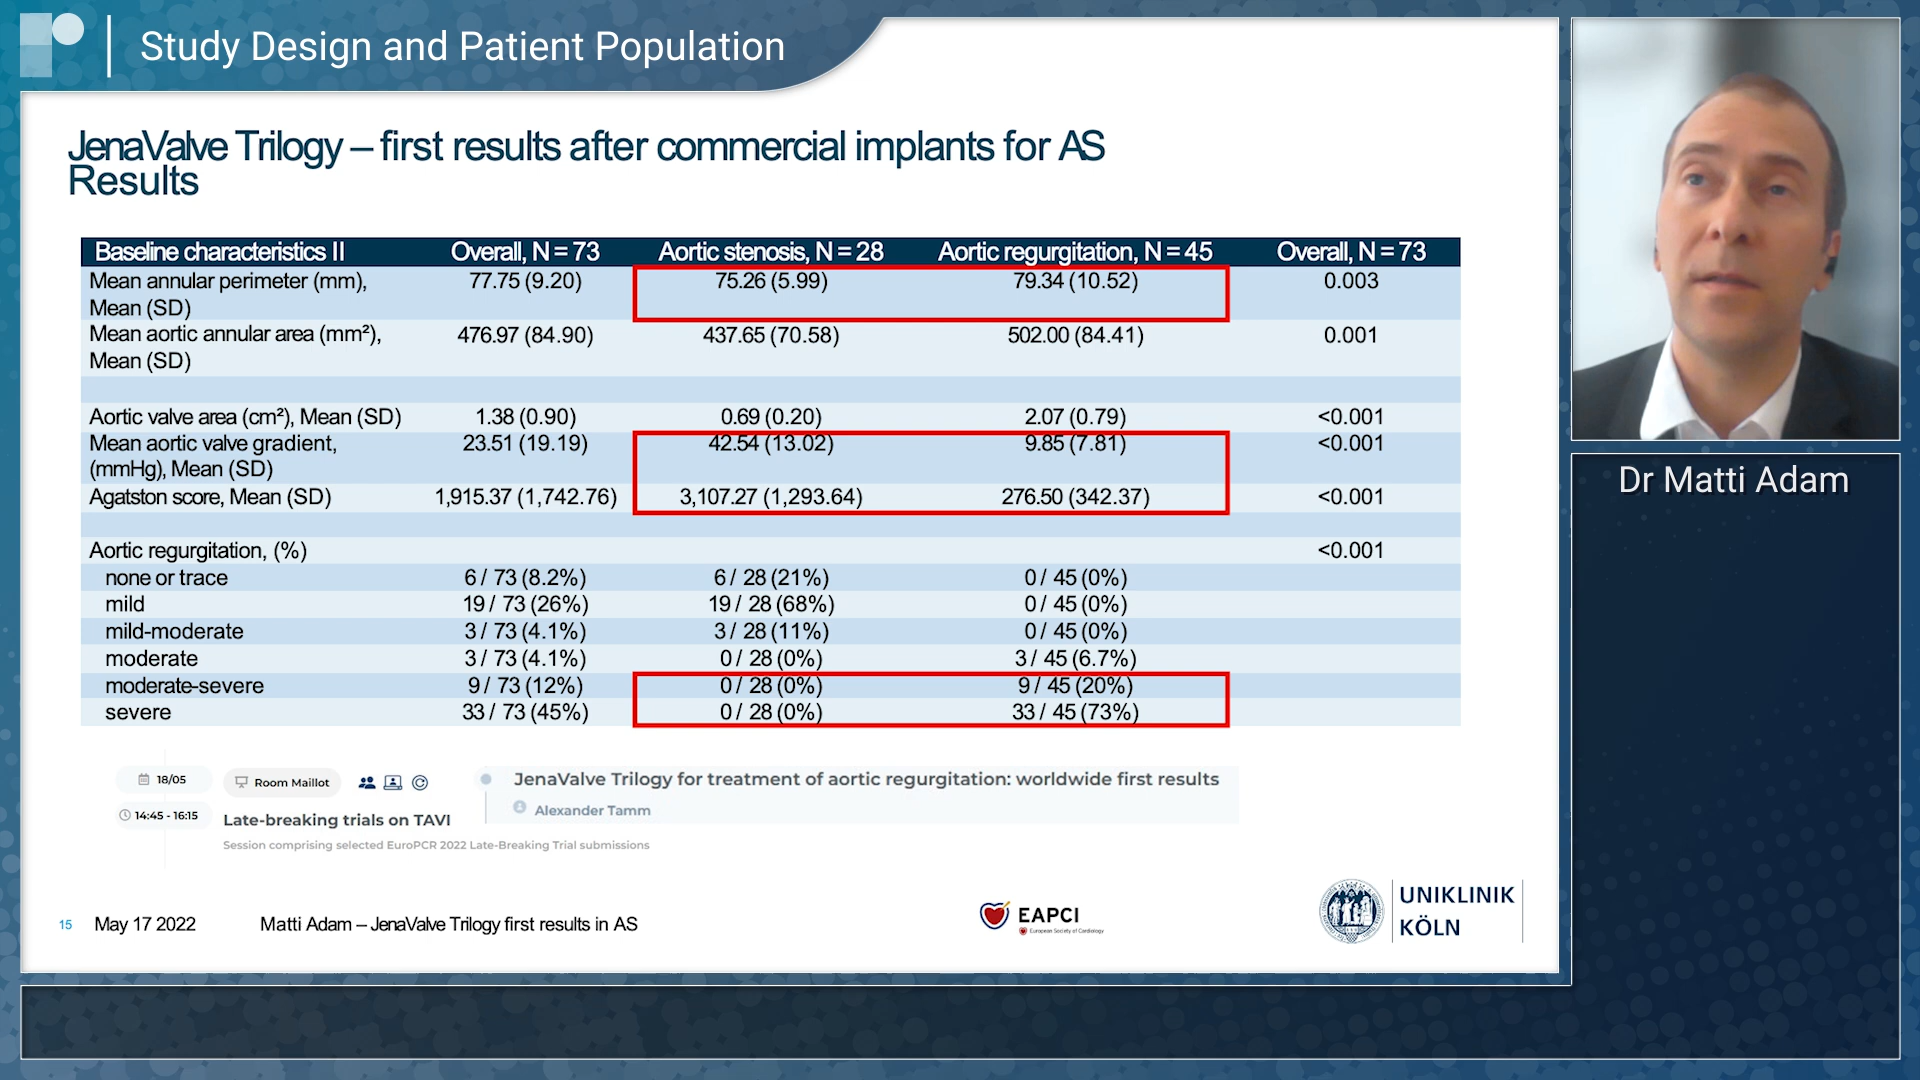 Study Design and Patient Population
JenaValve Trilogy – first results after commercial implants for AS
Results
Baseline characteristics II Overall, N = 73 Aortic stenosis, N = 28 Aortic regurgitation, N = 45 Overall, N = 73
Mean annular perimeter (mm), 77.75 (9.20) 75.26 (5.99) 79.34 (10.52) 0.003
Mean (SD)
Mean aortic annular area (mm²), 476.97 (84.90) 437.65 (70.58) 502.00 (84.41) 0.001
Mean (SD)
Aortic valve area (cm²), Mean (SD) 1.38 (0.90) 0.69 (0.20) 2.07 (0.79) <0.001
Mean aortic valve gradient, 23.51 (19.19) 42.54 (13.02) 9.85 (7.81) <0.001
(mmHg), Mean (SD)
Agatston score, Mean (SD) 1,915.37 (1,742.76) 3,107.27 (1,293.64) 276.50 (342.37) <0.001
Aortic regurgitation, (%) <0.001
none or trace 6 / 73 (8.2%) 6 / 28 (21%) 0 / 45 (0%)
mild 19 / 73 (26%) 19 / 28 (68%) 0 / 45 (0%)
mild-moderate 3 / 73 (4.1%) 3 / 28 (11%) 0 / 45 (0%)
moderate 3 / 73 (4.1%) 0 / 28 (0%) 3 / 45 (6.7%)
moderate-severe 9 / 73 (12%) 0 / 28 (0%) 9 / 45 (20%)
severe 33 / 73 (45%) 0 / 28 (0%) 33 / 45 (73%)
18/05 Room Maillot JenaValve Trilogy for treatment of aortic regurgitation: worldwide first results
Alexander Tamm
14:45 - 16:15 Late-breaking trials on TAVI
Session comprising selected EuroPCR 2022 Late-Breaking Trial submissions
15 May 17 2022 Matti Adam – JenaValve Trilogy first results in AS
EAPCI
European Society of Cardiology
UNIKLINIK
KÖLN
Dr Matti Adam